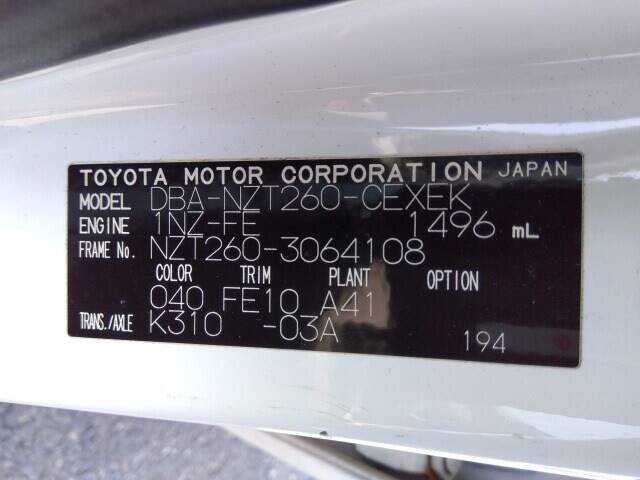 TOYOTA MOTOR CORPORATION JAPAN
MODEL DBA-NZT260-CEXEK
ENGINE 1NZ-FE 1496 mL
FRAME No. NZT260-3064108
COLOR TRIM PLANT OPTION
040 FE10 A41
TRANS./AXLE K310 -03A 194